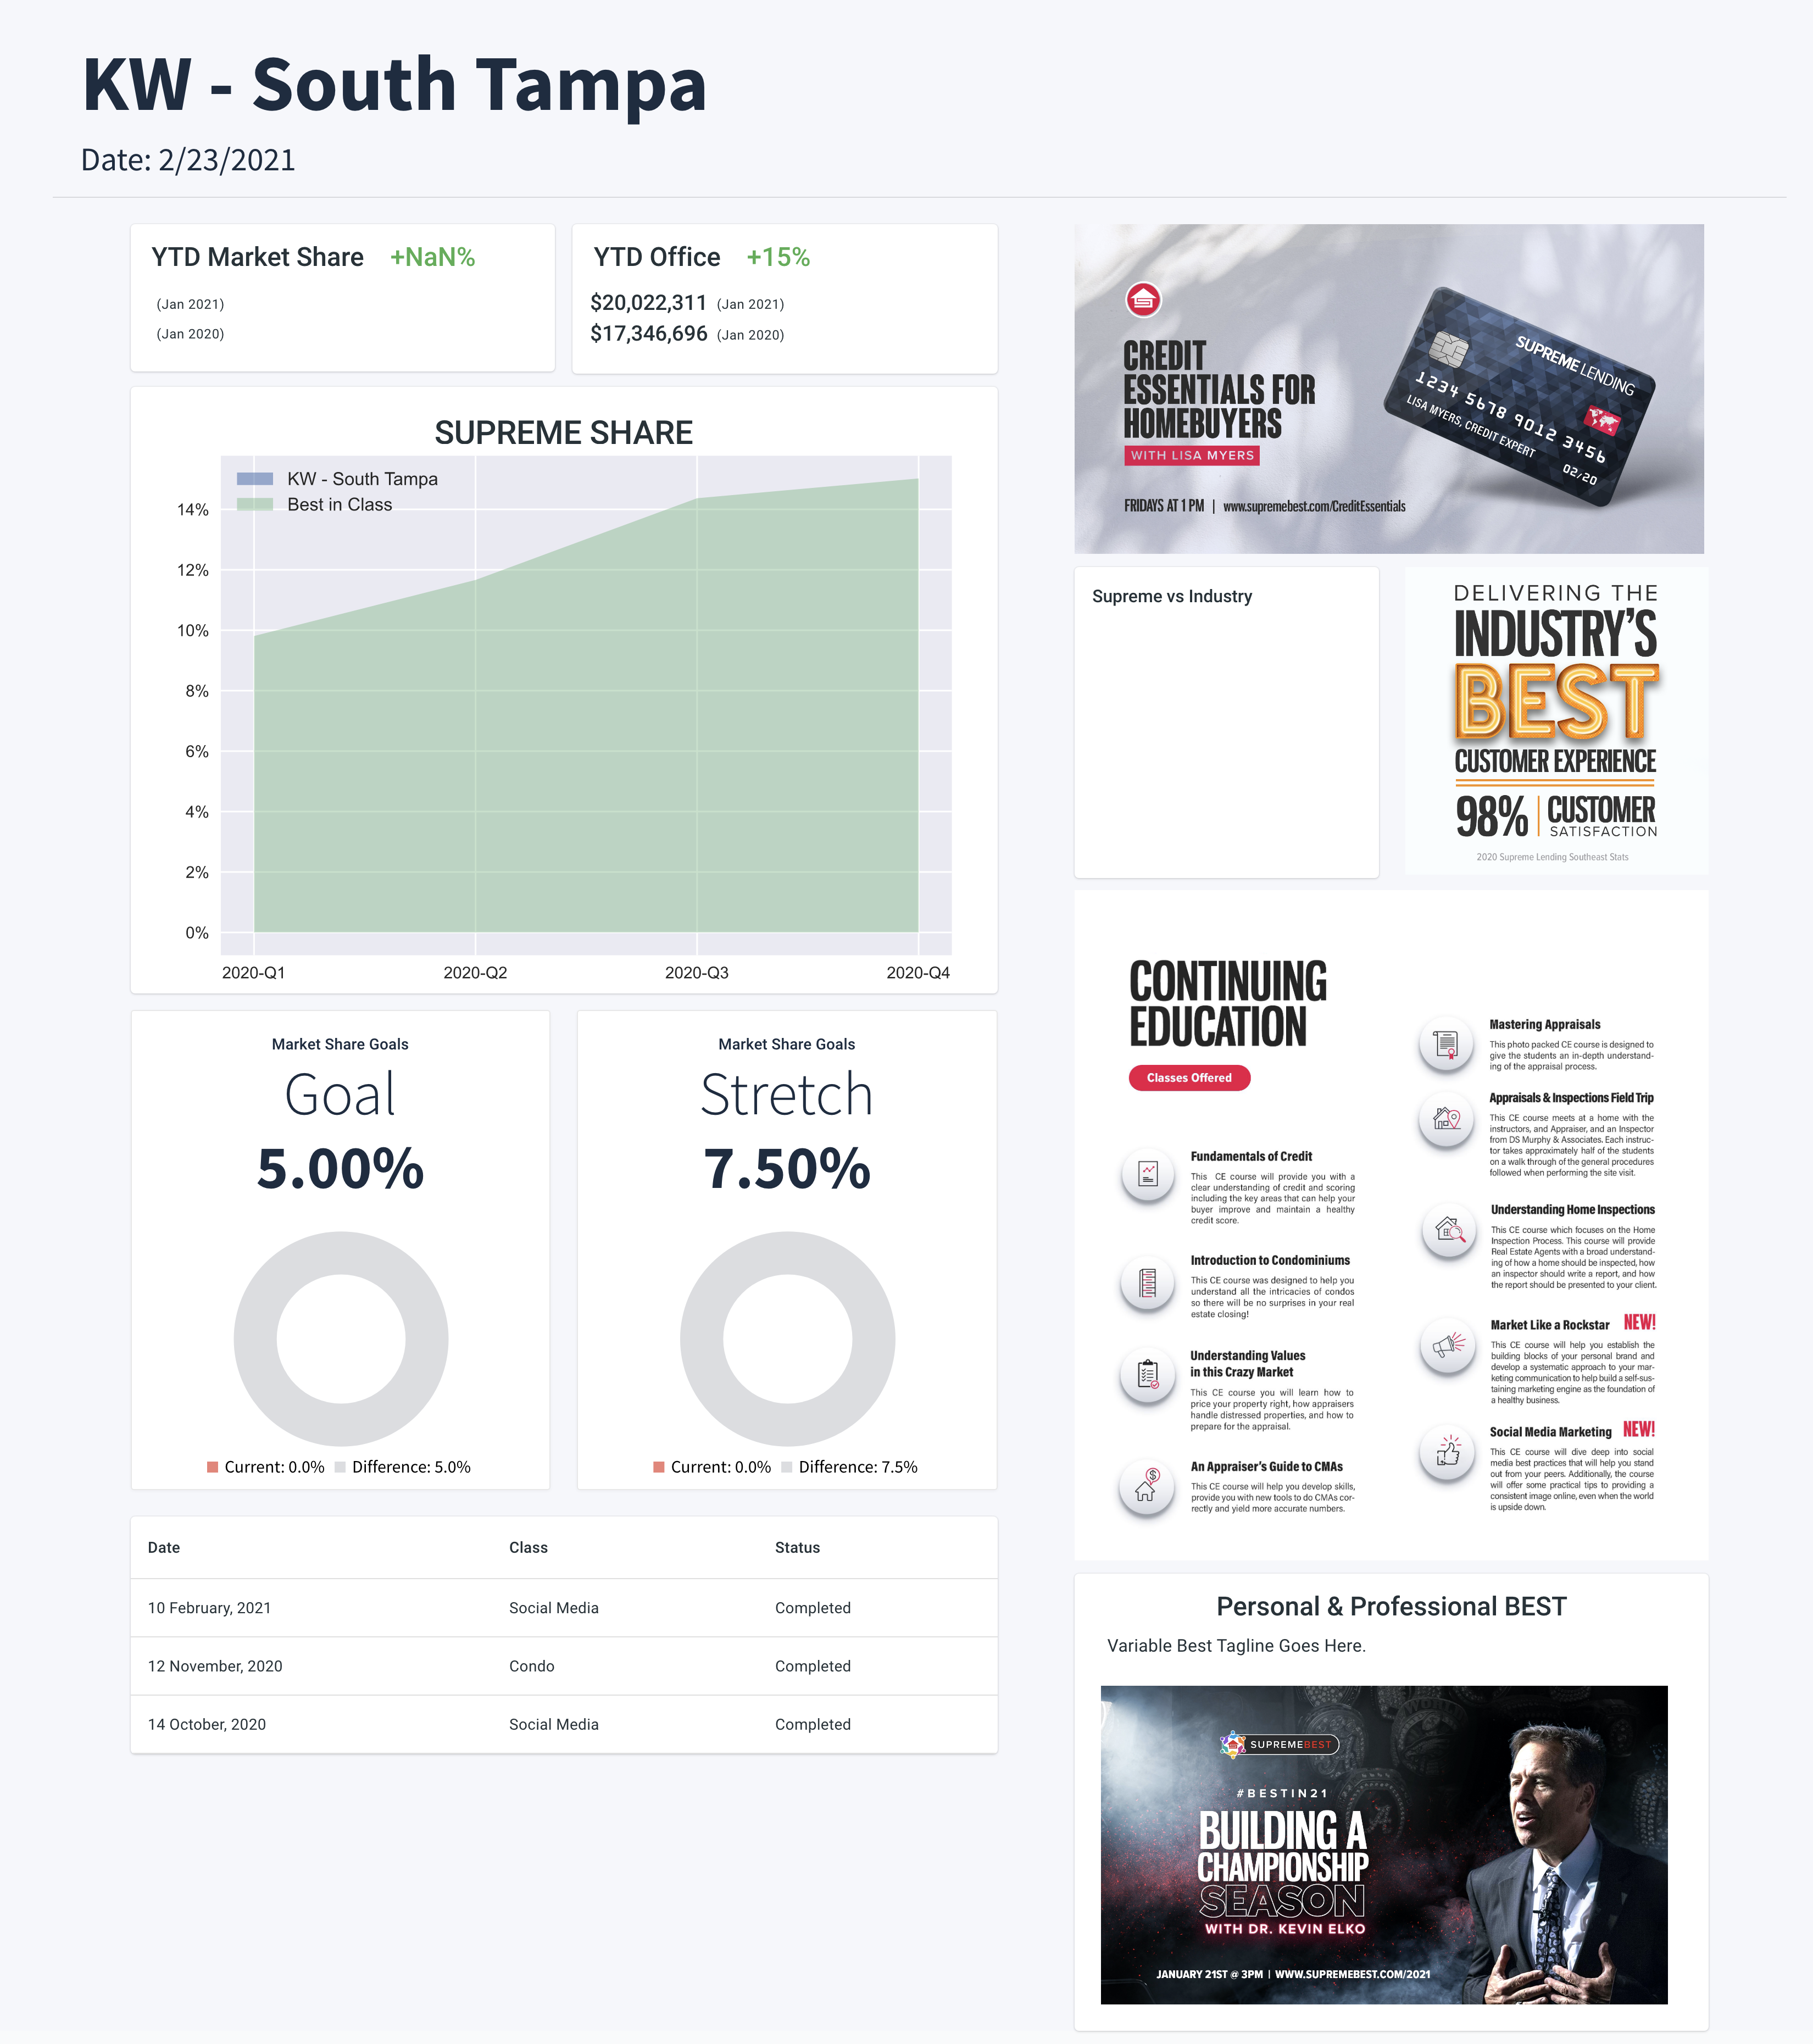 KW - South Tampa
Date: 2/23/2021
YTD Market Share +NaN%
(Jan 2021)
(Jan 2020)
YTD Office +15%
$20,022,311 (Jan 2021)
$17,346,696 (Jan 2020)
SUPREME SHARE
KW - South Tampa
Best in Class
14%
12%
10%
8%
6%
4%
2%
0%
2020-Q1 2020-Q2 2020-Q3 2020-Q4
Market Share Goals
Goal
5.00%
Current: 0.0% Difference: 5.0%
Market Share Goals
Stretch
7.50%
Current: 0.0% Difference: 7.5%
Date Class Status
10 February, 2021 Social Media Completed
12 November, 2020 Condo Completed
14 October, 2020 Social Media Completed
CREDIT
ESSENTIALS FOR
HOMEBUYERS
WITH LISA MYERS
FRIDAYS AT 1 PM | www.supremebest.com/CreditEssentials
SUPREME LENDING
1234 5678 9012 3456
LISA MYERS, CREDIT EXPERT
02/20
Supreme vs Industry
DELIVERING THE
INDUSTRY'S
BEST
CUSTOMER EXPERIENCE
98% | CUSTOMER
SATISFACTION
2020 Supreme Lending Southeast Stats
CONTINUING
EDUCATION
Classes Offered
Fundamentals of Credit
This CE course will provide you with a
clear understanding of credit and scoring
including the key areas that can help your
buyer improve and maintain a healthy
credit score.
Introduction to Condominiums
This CE course was designed to help you
understand all the intricacies of condos
so there will be no surprises in your real
estate closing!
Understanding Values
in this Crazy Market
This CE course you will learn how to
price your property right, how appraisers
handle distressed properties, and how to
prepare for the appraisal.
An Appraiser's Guide to CMAs
This CE course will help you develop skills,
provide you with new tools to do CMAs cor-
rectly and yield more accurate numbers.
Mastering Appraisals
This photo packed CE course is designed to
give the students an in-depth understand-
ing of the appraisal process.
Appraisals & Inspections Field Trip
This CE course meets at a home with the
instructors, and Appraiser, and an Inspector
from DS Murphy & Associates. Each instruc-
tor takes approximately half of the students
on a walk through of the general procedures
followed when performing the site visit.
Understanding Home Inspections
This CE course which focuses on the Home
Inspection Process. This course will provide
Real Estate Agents with a broad understand-
ing of how a home should be inspected, how
an inspector should write a report, and how
the report should be presented to your client.
Market Like a Rockstar NEW!
This CE course will help you establish the
building blocks of your personal brand and
develop a systematic approach to your mar-
keting communication to help build a self-sus-
taining marketing engine as the foundation of
a healthy business.
Social Media Marketing NEW!
This CE course will dive deep into social
media best practices that will help you stand
out from your peers. Additionally, the course
will offer some practical tips to providing a
consistent image online, even when the world
is upside down.
Personal & Professional BEST
Variable Best Tagline Goes Here.
SUPREMEBEST
#BESTIN21
BUILDING A
CHAMPIONSHIP
SEASON
WITH DR. KEVIN ELKO
JANUARY 21ST @ 3PM | WWW.SUPREMEBEST.COM/2021